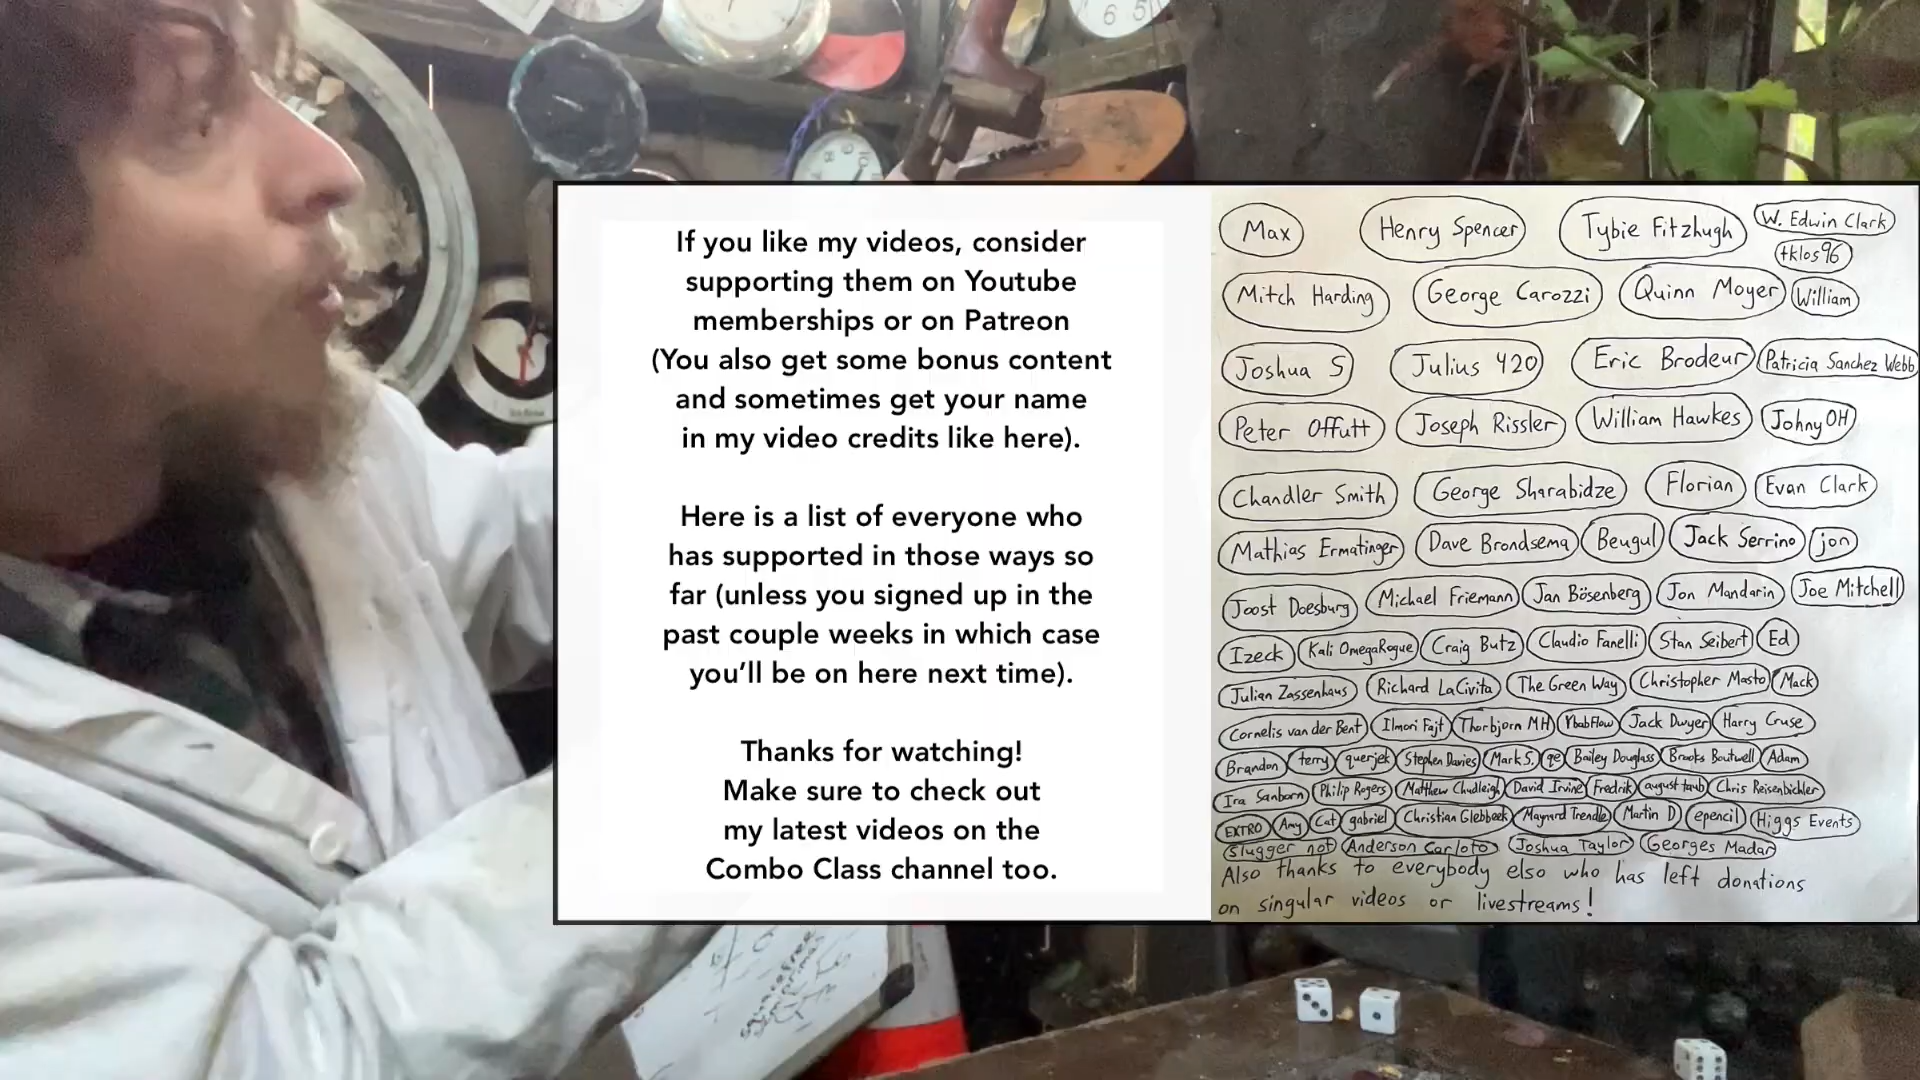 If you like my videos, consider
supporting them on Youtube
memberships or on Patreon
(You also get some bonus content
and sometimes get your name
in my video credits like here).
Here is a list of everyone who
has supported in those ways so
far (unless you signed up in the
past couple weeks in which case
you’ll be on here next time).
Thanks for watching!
Make sure to check out
my latest videos on the
Combo Class channel too.
Max Henry Spencer Tybie Fitzhugh W. Edwin Clark
tklos96
Mitch Harding George Carozzi Quinn Moyer William
Joshua S Julius 420 Eric Brodeur Patricia Sanchez Webb
Peter Offutt Joseph Rissler William Hawkes Johny OH
Chandler Smith George Sharabidze Florian Evan Clark
Mathias Ermatinger Dave Brondsema Beugul Jack Serrino jon
Joost Doesburg Michael Friemann Jan Bösenberg Jon Mandarin Joe Mitchell
Izeck Kali OmegaRogue Craig Butz Claudio Fanelli Stan Seibert Ed
Julian Zassenhaus Richard LaCivita The Green Way Christopher Masto Mack
Cornelis van der Bent Ilmori Fajt Thorbjorn MH YbabFlow Jack Dwyer Harry Cruse
Brandon terry querjek Stephen Davies Mark S. qe Bailey Douglass Brooks Boutwell Adam
Ira Sanborn Philip Rogers Matthew Chudleigh David Irvine Fredrik august taub Chris Reisenbichler
EXTRO Amy Cat gabriel Christian Glebbeek Maynard Trendle Martin D epencil Higgs Events
slugger not Anderson Carloto Joshua Taylor Georges Madar
Also thanks to everybody else who has left donations
on singular videos or livestreams!
squarefree
6 5